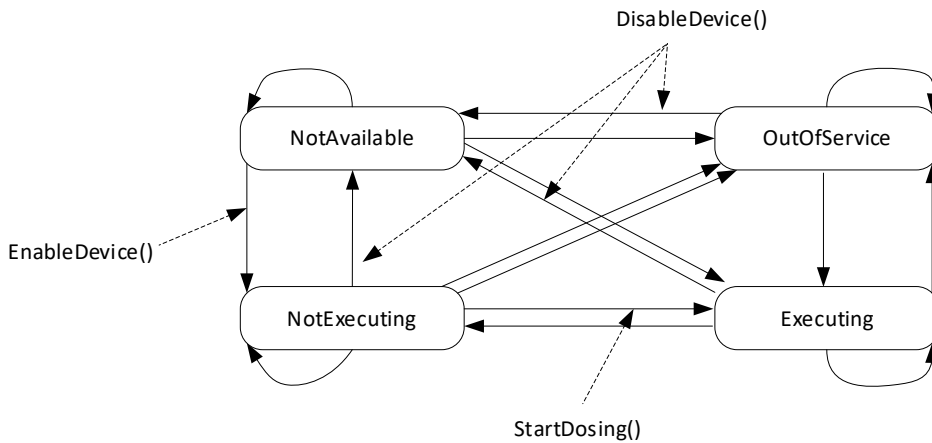 DisableDevice()
NotAvailable
OutOfService
EnableDevice()
NotExecuting
Executing
StartDosing()